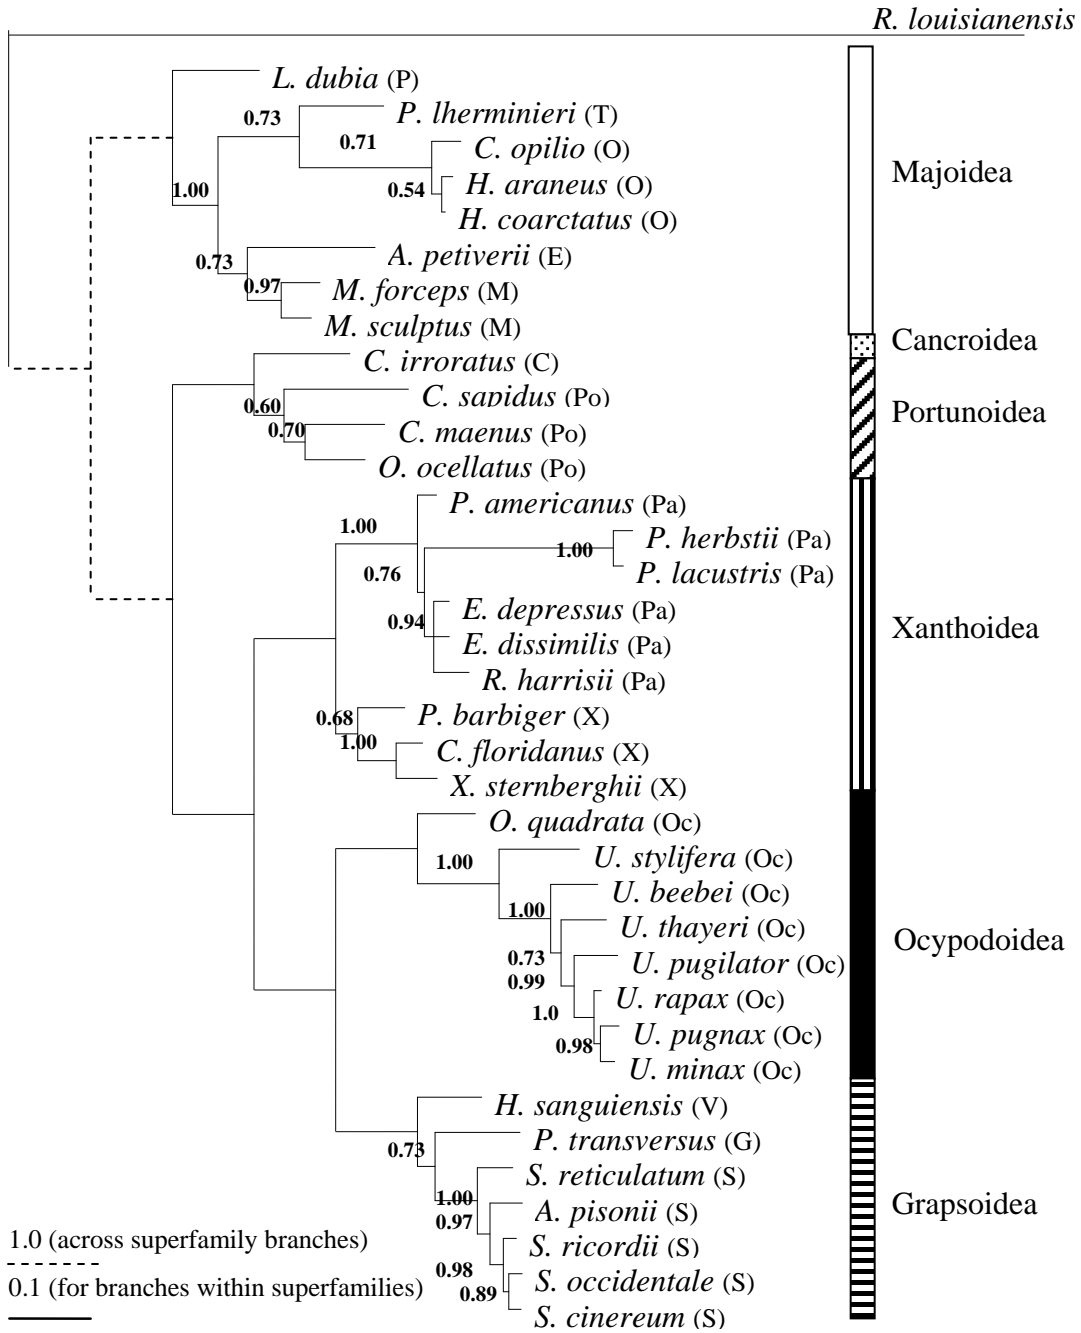 R. louisianensis
L. dubia (P)
0.73
P. lherminieri (T)
0.71
C. opilio (O)
Majoidea
1.00
0.54
H. araneus (O)
H. coarctatus (O)
0.73
A. petiverii (E)
0.97
M. forceps (M)
M. sculptus (M)
Cancroidea
C. irroratus (C)
0.60
C. sapidus (Po)
Portunoidea
0.70
C. maenus (Po)
O. ocellatus (Po)
P. americanus (Pa)
1.00
P. herbstii (Pa)
1.00
0.76
P. lacustris (Pa)
E. depressus (Pa)
0.94
Xanthoidea
E. dissimilis (Pa)
R. harrisii (Pa)
0.68
P. barbiger (X)
1.00
C. floridanus (X)
X. sternberghii (X)
O. quadrata (Oc)
1.00
U. stylifera (Oc)
U. beebei (Oc)
1.00
U. thayeri (Oc)
Ocypodoidea
0.73
U. pugilator (Oc)
0.99
U. rapax (Oc)
1.0
U. pugnax (Oc)
0.98
U. minax (Oc)
H. sanguiensis (V)
0.73
P. transversus (G)
S. reticulatum (S)
1.00
Grapsoidea
0.97
A. pisonii (S)
1.0 (across superfamily branches)
S. ricordii (S)
0.98
0.1 (for branches within superfamilies)
0.89
S. occidentale (S)
S. cinereum (S)